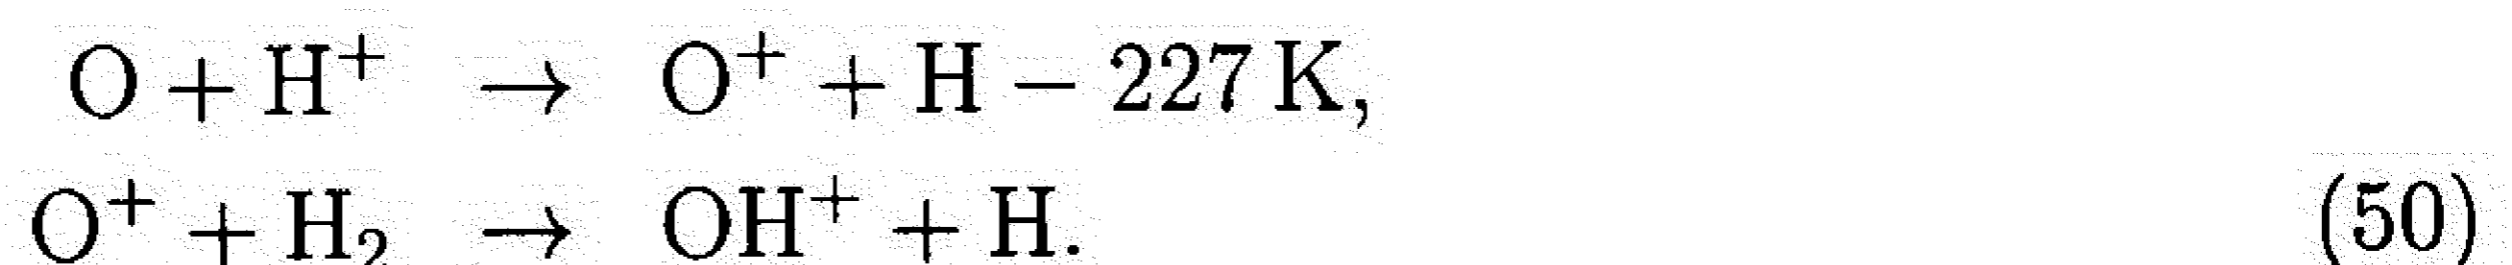 O + H⁺ → O⁺ + H − 227 K,
O⁺ + H₂ → OH⁺ + H. (50)